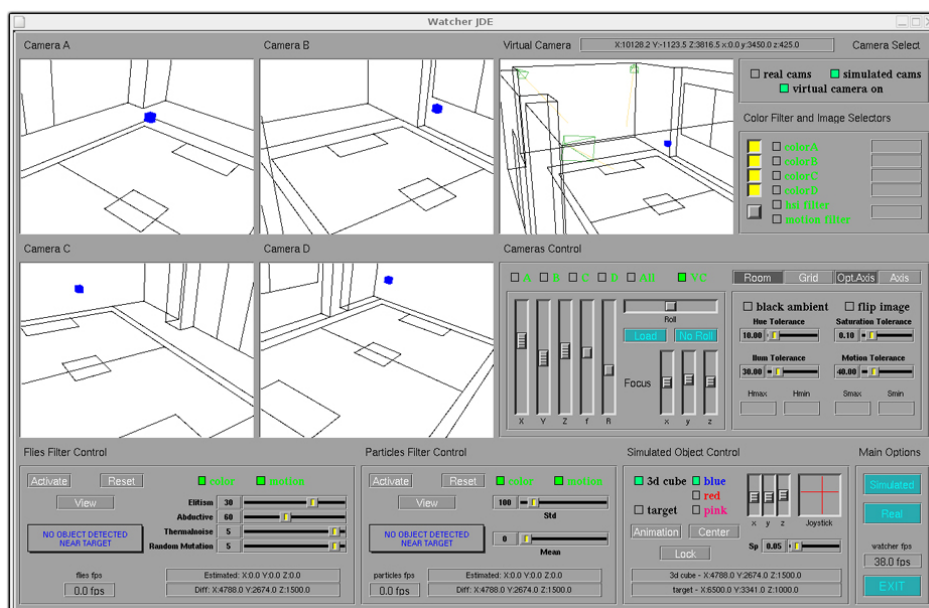 Watcher JDE
Camera A
Camera B
Virtual Camera
X:10128.2 Y:-1123.5 Z:3816.5 x:0.0 y:3450.0 z:425.0
Camera Select
real cams
simulated cams
virtual camera on
Color Filter and Image Selectors
colorA
colorB
colorC
colorD
hsi filter
motion filter
Camera C
Camera D
Cameras Control
A
B
C
D
All
VC
Room
Grid
Opt.Axis
Axis
Roll
Load
No Roll
Focus
X Y Z f R
x y z
black ambient
flip image
Hue Tolerance
Saturation Tolerance
10.00
0.10
Ilum Tolerance
Motion Tolerance
30.00
40.00
Hmax
Hmin
Smax
Smin
Flies Filter Control
Activate
Reset
color
motion
View
Elitism 30
Abductive 60
Thermalnoise 5
Random Mutation 5
NO OBJECT DETECTED
NEAR TARGET
flies fps
0.0 fps
Estimated: X:0.0 Y:0.0 Z:0.0
Diff: X:4788.0 Y:2674.0 Z:1500.0
Particles Filter Control
Activate
Reset
color
motion
View
100
Std
0
Mean
NO OBJECT DETECTED
NEAR TARGET
particles fps
0.0 fps
Estimated: X:0.0 Y:0.0 Z:0.0
Diff: X:4788.0 Y:2674.0 Z:1500.0
Simulated Object Control
3d cube
blue
red
target
pink
Animation
Center
Lock
x y z
Joystick
Sp 0.05
3d cube - X:4788.0 Y:2674.0 Z:1500.0
target - X:6500.0 Y:3341.0 Z:1000.0
Main Options
Simulated
Real
watcher fps
38.0 fps
EXIT